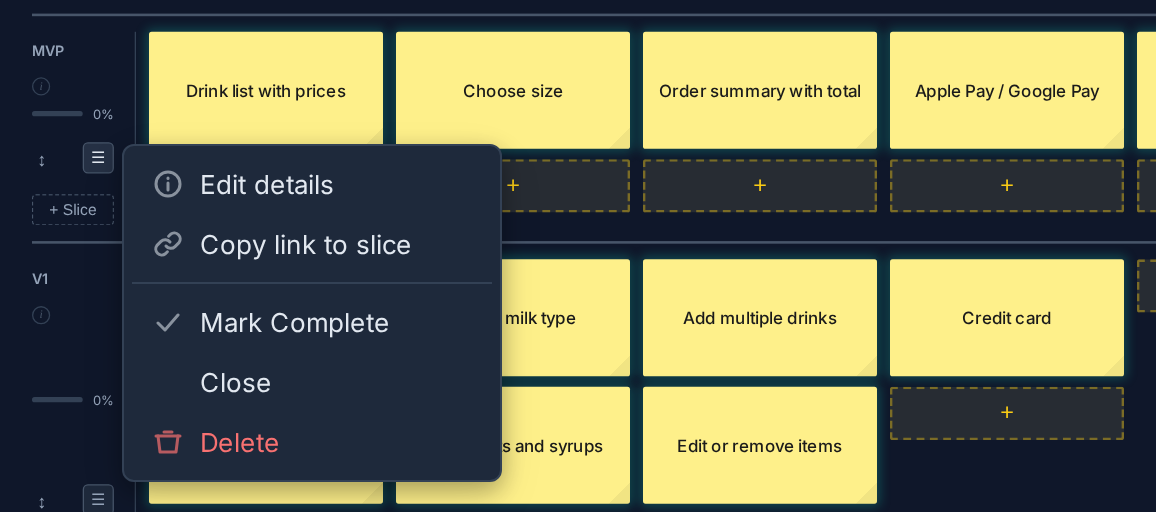 MVP
0%
+ Slice
Drink list with prices
Choose size
Order summary with total
Apple Pay / Google Pay
+
+
+
Edit details
Copy link to slice
Mark Complete
Close
Delete
V1
0%
milk type
Add multiple drinks
Credit card
+
s and syrups
Edit or remove items